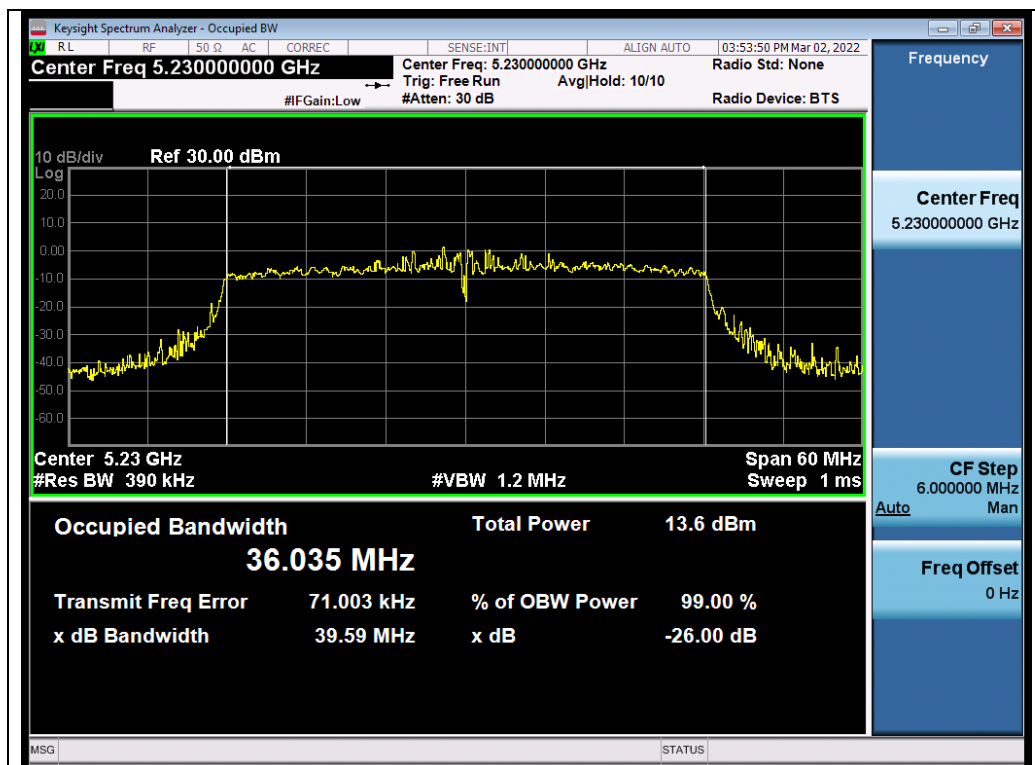 Keysight Spectrum Analyzer - Occupied BW
LXI RL RF 50 Ω AC CORREC SENSE:INT ALIGN AUTO 03:53:50 PM Mar 02, 2022
Center Freq 5.230000000 GHz
Center Freq: 5.230000000 GHz
Radio Std: None
Trig: Free Run
Avg|Hold: 10/10
#IFGain:Low
#Atten: 30 dB
Radio Device: BTS
10 dB/div
Ref 30.00 dBm
Log
20.0
10.0
0.00
-10.0
-20.0
-30.0
-40.0
-50.0
-60.0
Center 5.23 GHz
Span 60 MHz
#Res BW 390 kHz
#VBW 1.2 MHz
Sweep 1 ms
Occupied Bandwidth
Total Power 13.6 dBm
36.035 MHz
Transmit Freq Error 71.003 kHz
% of OBW Power 99.00 %
x dB Bandwidth 39.59 MHz
x dB -26.00 dB
MSG
STATUS
Frequency
Center Freq
5.230000000 GHz
CF Step
6.000000 MHz
Auto Man
Freq Offset
0 Hz